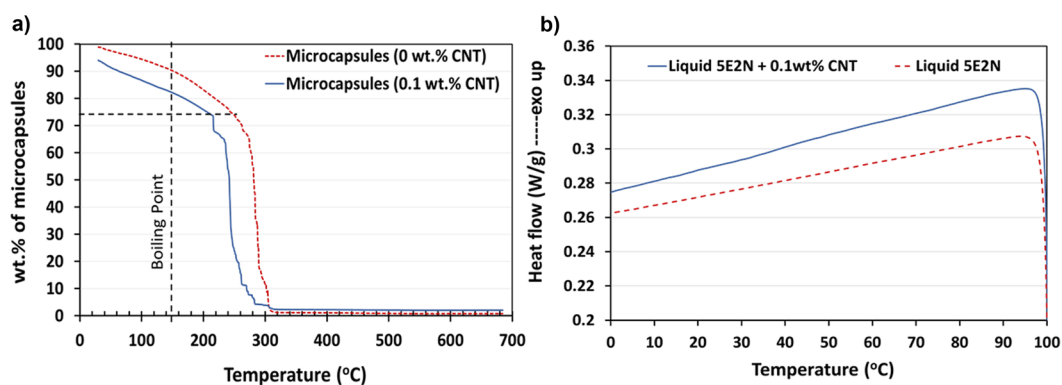 a)
100
90
80
70
60
50
40
30
20
10
0
wt.% of microcapsules
Microcapsules (0 wt.% CNT)
Microcapsules (0.1 wt.% CNT)
Boiling Point
0 100 200 300 400 500 600 700
Temperature (°C)
b)
0.36
0.34
0.32
0.3
0.28
0.26
0.24
0.22
0.2
Heat flow (W/g) -----exo up
Liquid 5E2N + 0.1wt% CNT
Liquid 5E2N
0 10 20 30 40 50 60 70 80 90 100
Temperature (°C)